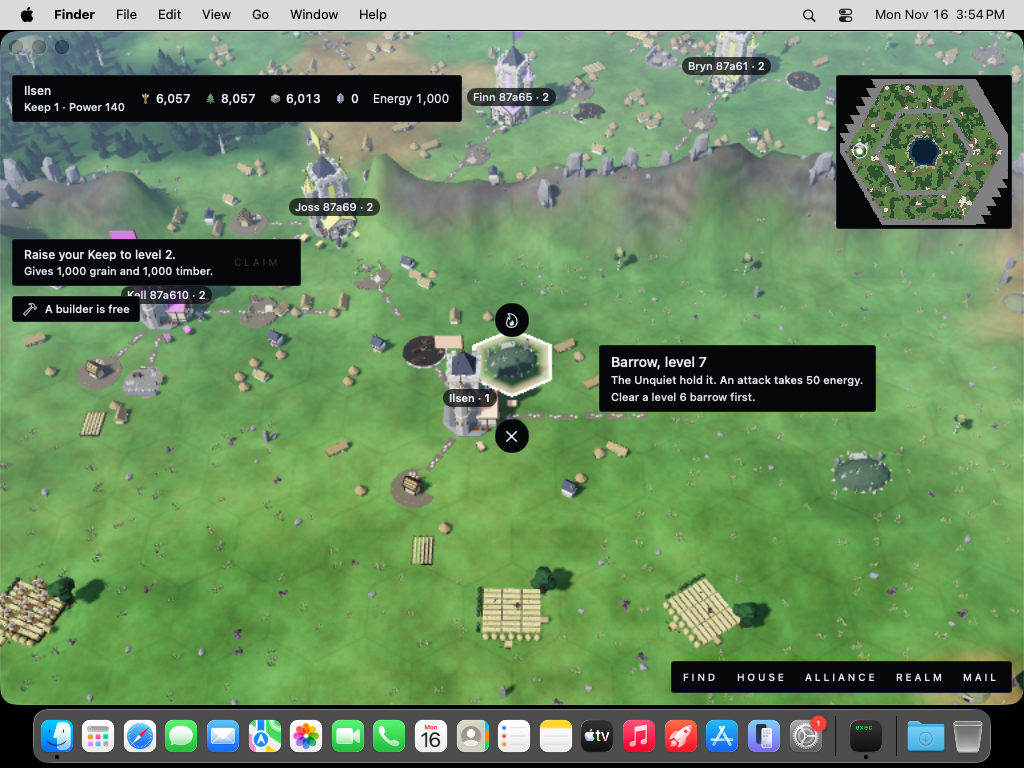 Finder File Edit View Go Window Help Mon Nov 16 3:54 PM
Bryn 87a61 · 2
Ilsen
Keep 1 · Power 140
6,057 8,057 6,013 0 Energy 1,000
Finn 87a65 · 2
Joss 87a69 · 2
Raise your Keep to level 2.
Gives 1,000 grain and 1,000 timber.
CLAIM
Kell 87a610 · 2
A builder is free
Barrow, level 7
The Unquiet hold it. An attack takes 50 energy.
Clear a level 6 barrow first.
Ilsen · 1
FIND HOUSE ALLIANCE REALM MAIL
Mon
16
tv
1
exec